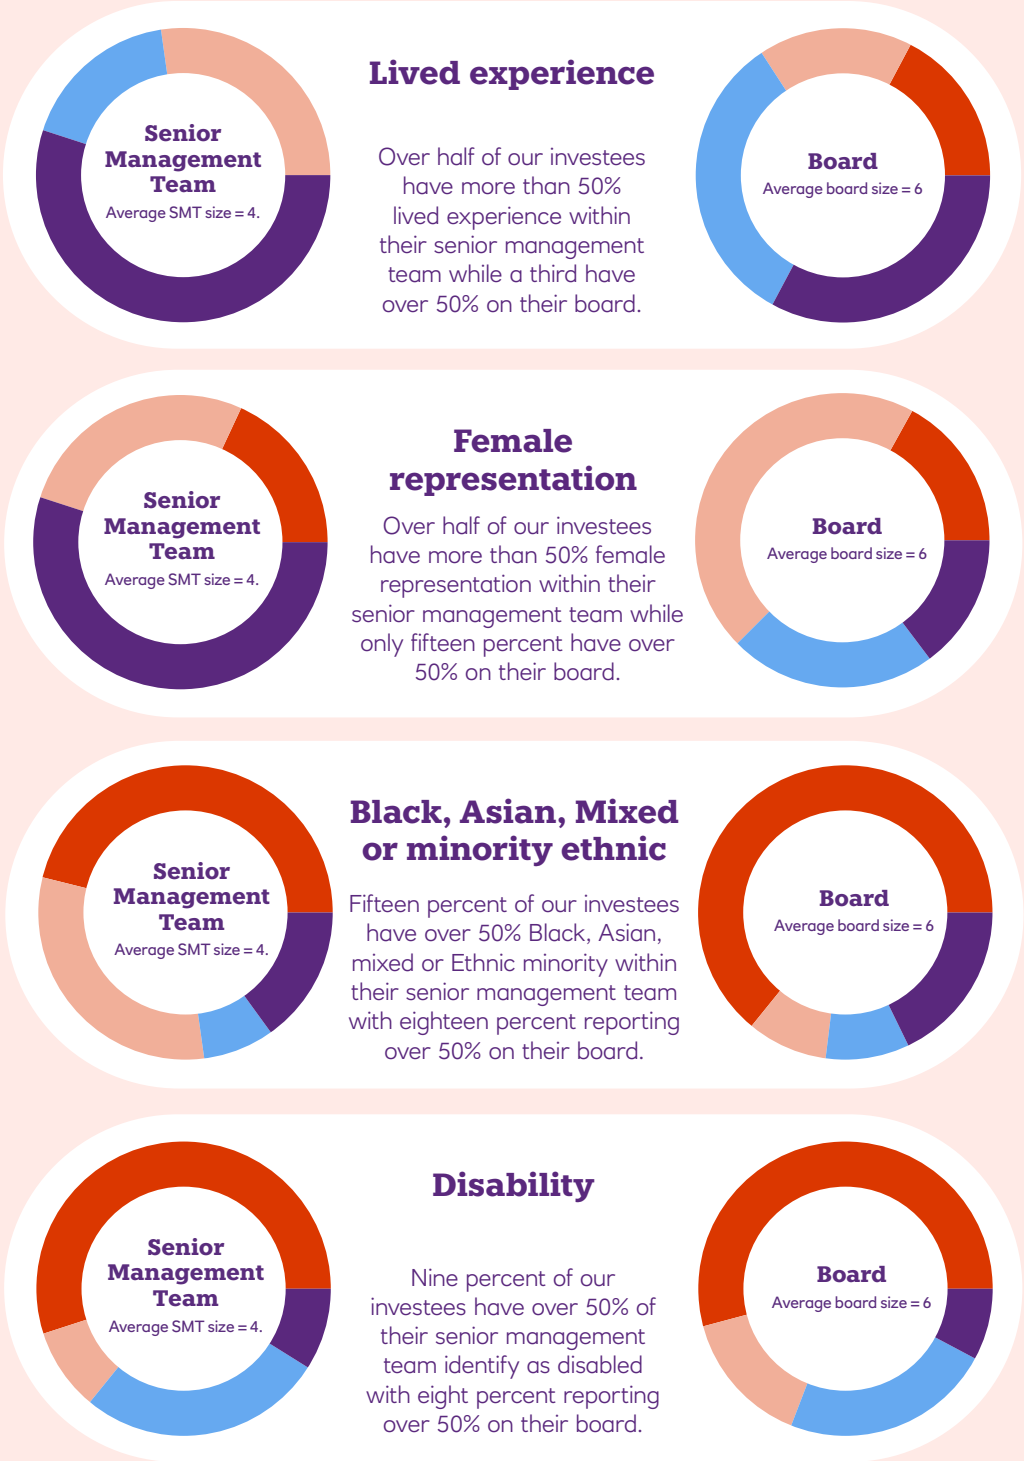 Lived experience
Senior
Management
Team
Average SMT size = 4.
Over half of our investees
have more than 50%
lived experience within
their senior management
team while a third have
over 50% on their board.
Board
Average board size = 6
Female
representation
Senior
Management
Team
Average SMT size = 4.
Over half of our investees
have more than 50% female
representation within their
senior management team while
only fifteen percent have over
50% on their board.
Board
Average board size = 6
Black, Asian, Mixed
or minority ethnic
Senior
Management
Team
Average SMT size = 4.
Fifteen percent of our investees
have over 50% Black, Asian,
mixed or Ethnic minority within
their senior management team
with eighteen percent reporting
over 50% on their board.
Board
Average board size = 6
Disability
Senior
Management
Team
Average SMT size = 4.
Nine percent of our
investees have over 50% of
their senior management
team identify as disabled
with eight percent reporting
over 50% on their board.
Board
Average board size = 6